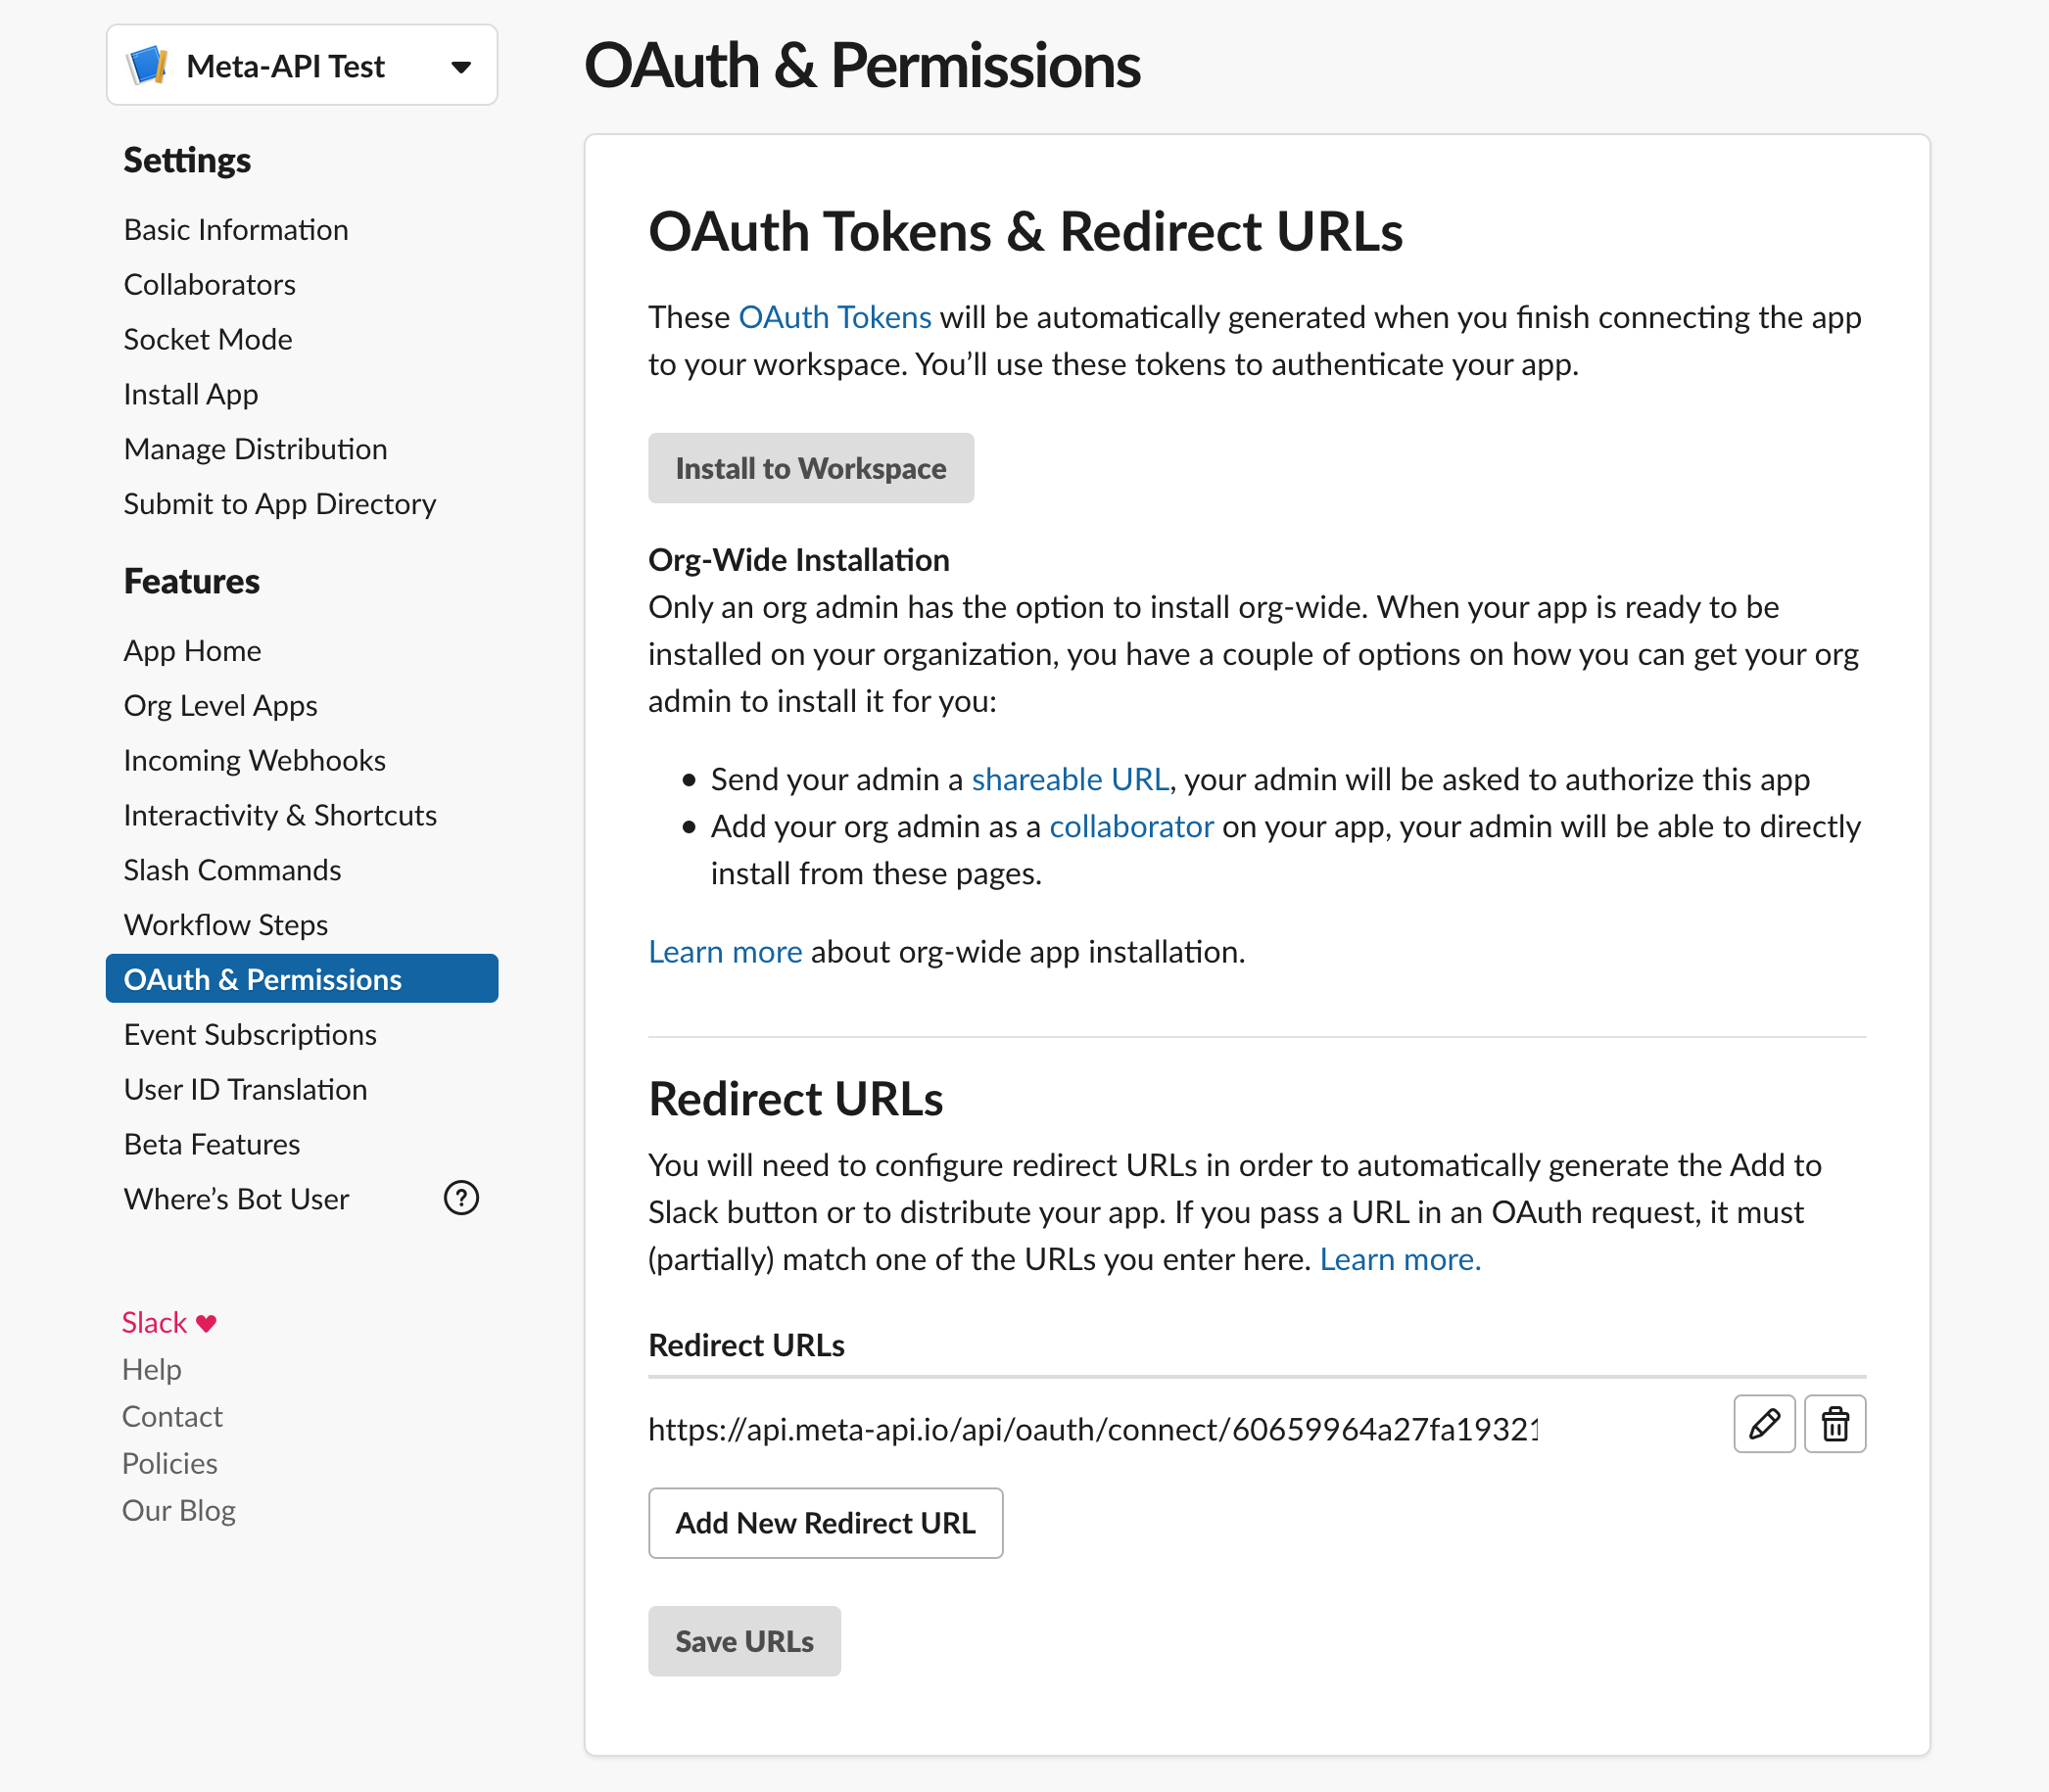 Meta-API Test
Settings
Basic Information
Collaborators
Socket Mode
Install App
Manage Distribution
Submit to App Directory
Features
App Home
Org Level Apps
Incoming Webhooks
Interactivity & Shortcuts
Slash Commands
Workflow Steps
OAuth & Permissions
Event Subscriptions
User ID Translation
Beta Features
Where’s Bot User ?
Slack ♥
Help
Contact
Policies
Our Blog
OAuth & Permissions
OAuth Tokens & Redirect URLs
These OAuth Tokens will be automatically generated when you finish connecting the app
to your workspace. You’ll use these tokens to authenticate your app.
Install to Workspace
Org-Wide Installation
Only an org admin has the option to install org-wide. When your app is ready to be
installed on your organization, you have a couple of options on how you can get your org
admin to install it for you:
• Send your admin a shareable URL, your admin will be asked to authorize this app
• Add your org admin as a collaborator on your app, your admin will be able to directly
install from these pages.
Learn more about org-wide app installation.
Redirect URLs
You will need to configure redirect URLs in order to automatically generate the Add to
Slack button or to distribute your app. If you pass a URL in an OAuth request, it must
(partially) match one of the URLs you enter here. Learn more.
Redirect URLs
https://api.meta-api.io/api/oauth/connect/60659964a27fa19321
Add New Redirect URL
Save URLs